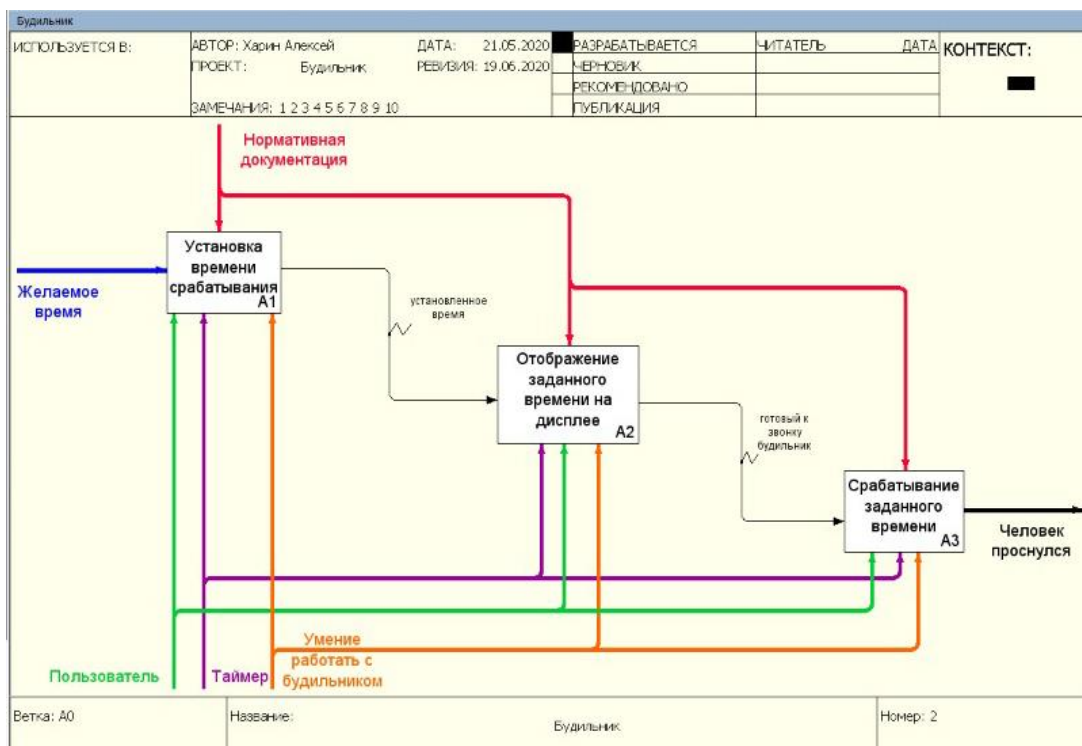 Будильник
ИСПОЛЬЗУЕТСЯ В:
АВТОР: Харин Алексей
ДАТА: 21.05.2020
ПРОЕКТ: Будильник
РЕВИЗИЯ: 19.06.2020
ЗАМЕЧАНИЯ: 1 2 3 4 5 6 7 8 9 10
РАЗРАБАТЫВАЕТСЯ
ЧЕРНОВИК
РЕКОМЕНДОВАНО
ПУБЛИКАЦИЯ
ЧИТАТЕЛЬ
ДАТА
КОНТЕКСТ:
Нормативная
документация
Установка
времени
срабатывания
A1
Желаемое
время
установленное
время
Отображение
заданного
времени на
дисплее
A2
готовый к
звонку
будильник
Срабатывание
заданного
времени
A3
Человек
проснулся
Пользователь
Таймер
Умение
работать с
будильником
Ветка: A0
Название:
Будильник
Номер: 2